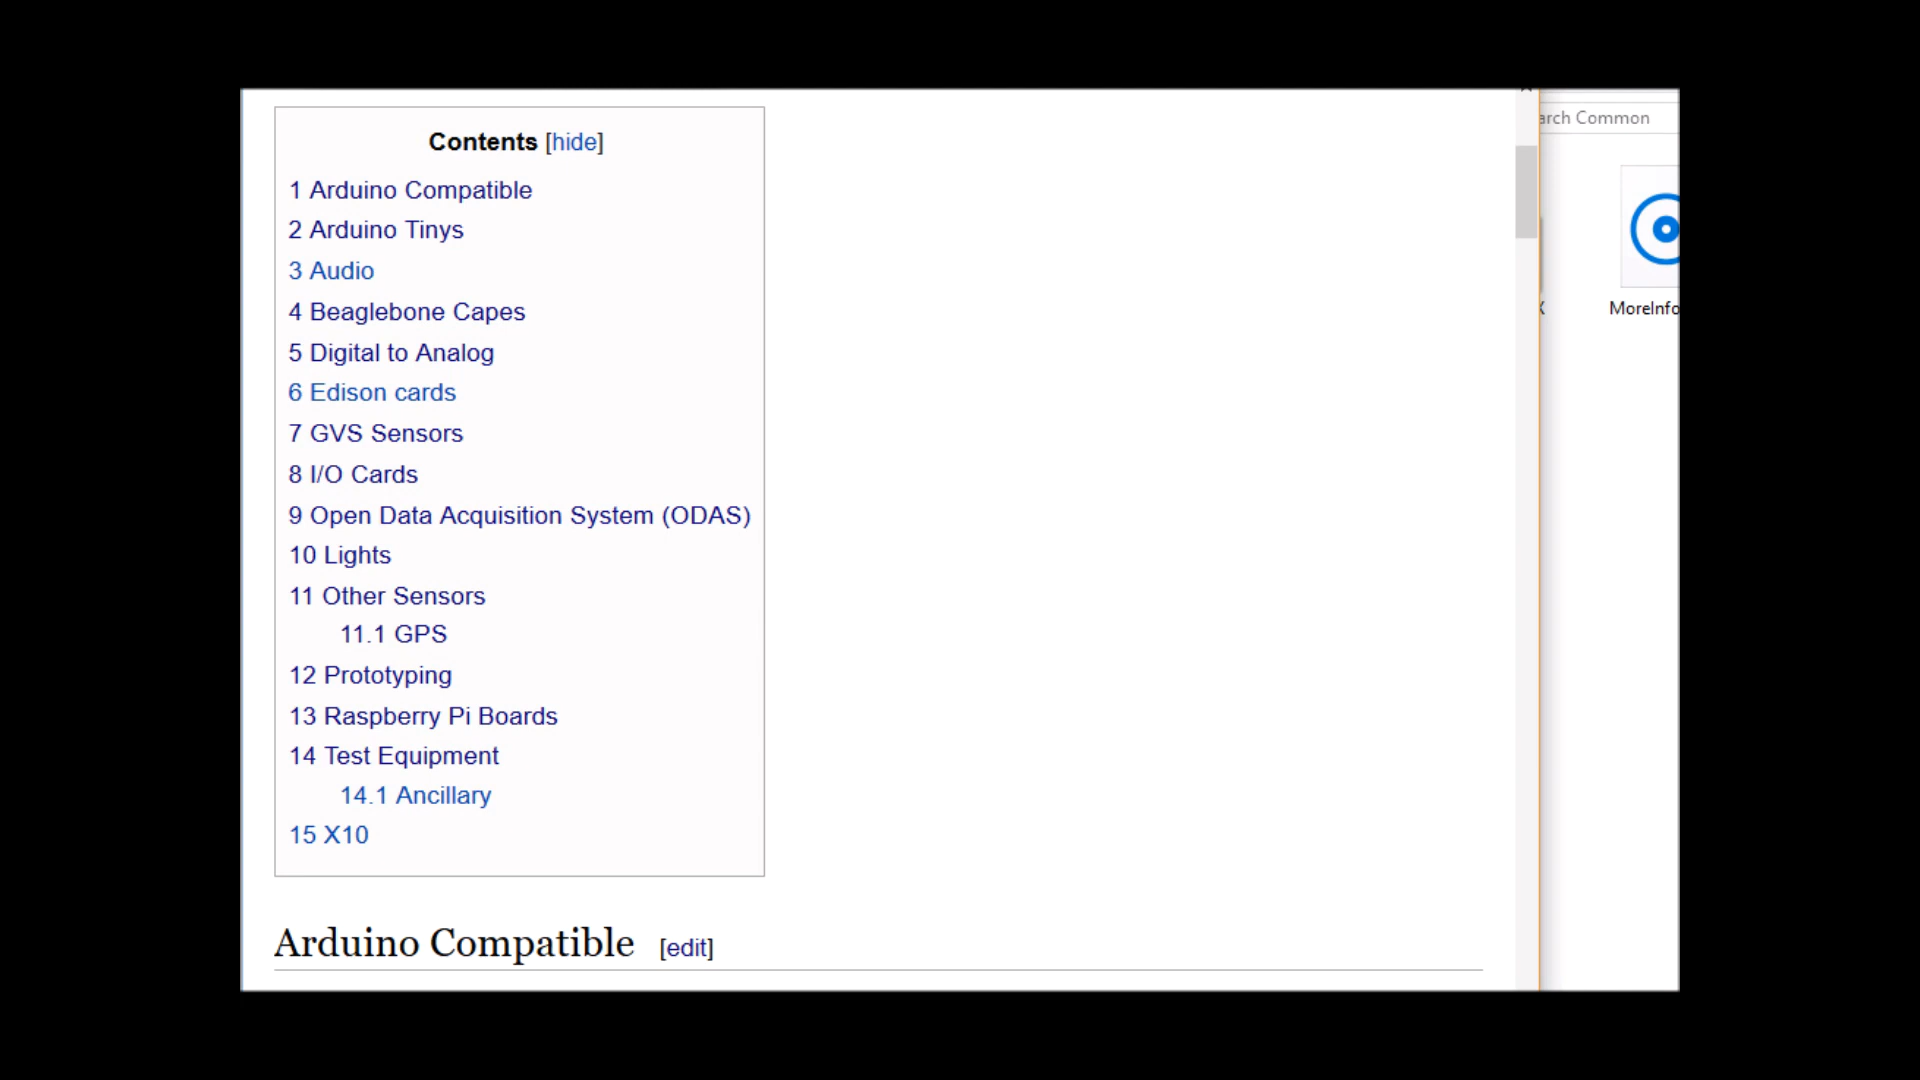 Contents [hide]
1 Arduino Compatible
2 Arduino Tinys
3 Audio
4 Beaglebone Capes
5 Digital to Analog
6 Edison cards
7 GVS Sensors
8 I/O Cards
9 Open Data Acquisition System (ODAS)
10 Lights
11 Other Sensors
11.1 GPS
12 Prototyping
13 Raspberry Pi Boards
14 Test Equipment
14.1 Ancillary
15 X10
Arduino Compatible [edit]
arch Common
MoreInfo